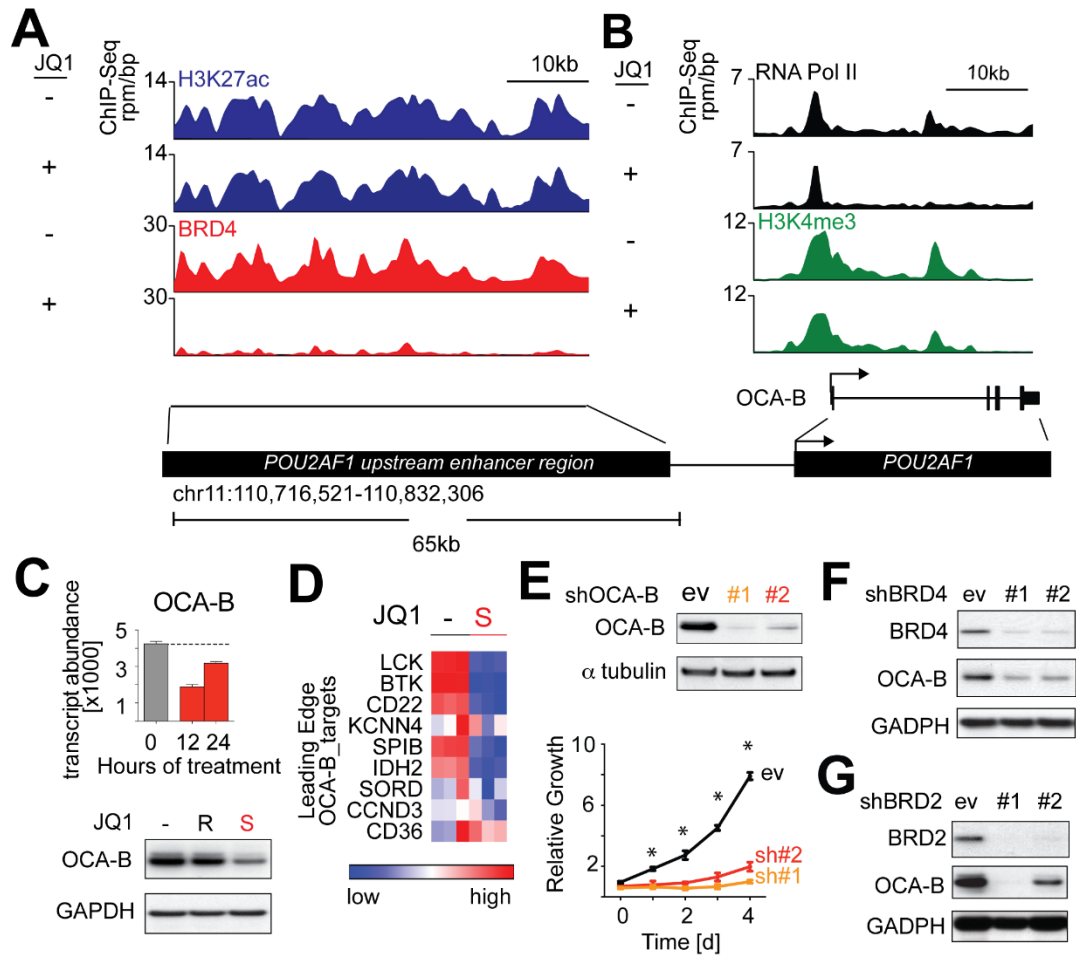 A
JQ1
-
+
-
+
ChIP-Seq
rpm/bp
14
H3K27ac
10kb
14
30
BRD4
30
B
JQ1
-
+
-
+
ChIP-Seq
rpm/bp
7
RNA Pol II
10kb
7
12
H3K4me3
12
OCA-B
POU2AF1 upstream enhancer region
POU2AF1
chr11:110,716,521-110,832,306
65kb
C
OCA-B
transcript abundance
[x1000]
5
3
1
0 12 24
Hours of treatment
JQ1 - R S
OCA-B
GAPDH
D
JQ1 - S
Leading Edge
OCA-B_targets
LCK
BTK
CD22
KCNN4
SPIB
IDH2
SORD
CCND3
CD36
low high
E
shOCA-B ev #1 #2
OCA-B
α tubulin
Relative Growth
10
6
2
* * * *
ev
sh#2
sh#1
0 2 4
Time [d]
F
shBRD4 ev #1 #2
BRD4
OCA-B
GADPH
G
shBRD2 ev #1 #2
BRD2
OCA-B
GADPH